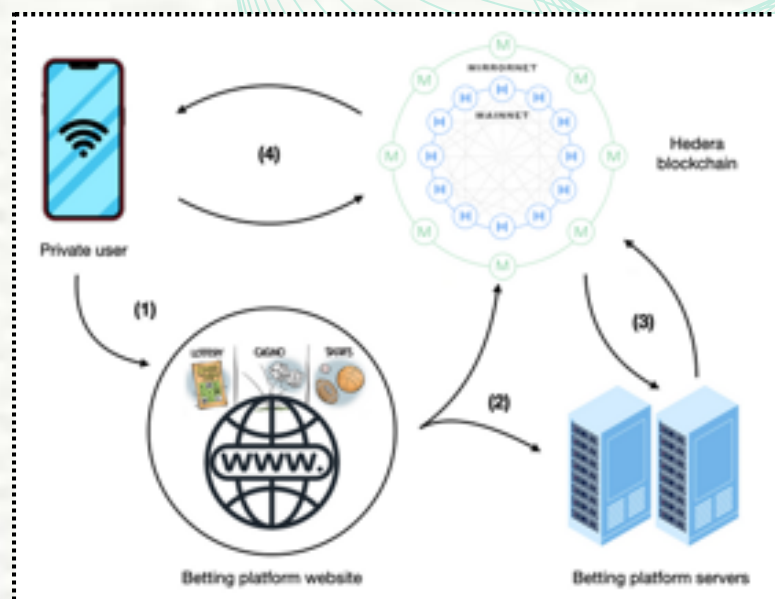 MIRRORNET
MAINNET
M
M
M
M
M
M
M
M
H
H
H
H
H
H
H
H
H
H
H
H
(4)
Hedera
blockchain
Private user
(1)
(3)
LOTTERY
CASINO
SPORTS
(2)
WWW.
Betting platform website
Betting platform servers